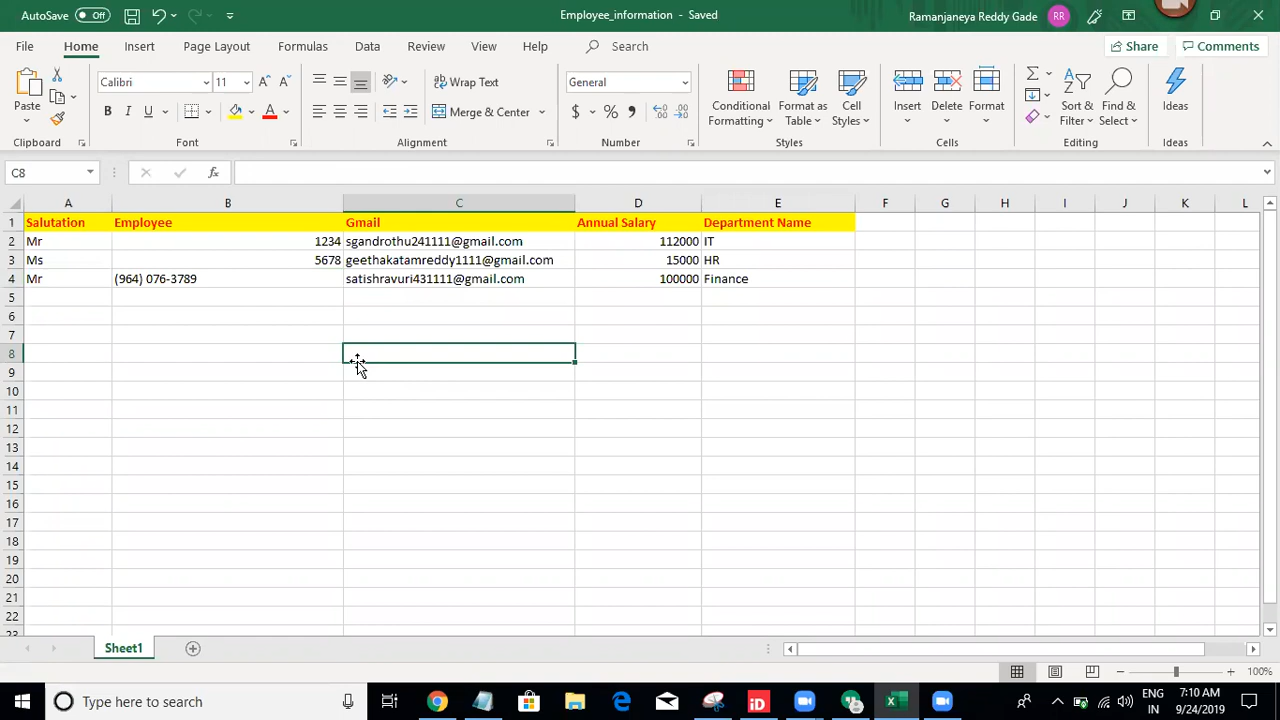 AutoSave Off Employee_information - Saved Ramanjaneya Reddy Gade RR
File Home Insert Page Layout Formulas Data Review View Help Search Share Comments
Paste Calibri 11 A A Wrap Text General Conditional Formatting Format as Table Cell Styles Insert Delete Format Sort & Filter Find & Select Ideas
B I U A Merge & Center $ % ,
Clipboard Font Alignment Number Styles Cells Editing Ideas
C8 fx
A B C D E F G H I J K L
1 Salutation Employee Gmail Annual Salary Department Name
2 Mr 1234 sgandrothu241111@gmail.com 112000 IT
3 Ms 5678 geethakatamreddy1111@gmail.com 15000 HR
4 Mr (964) 076-3789 satishravuri431111@gmail.com 100000 Finance
5
6
7
8
9
10
11
12
13
14
15
16
17
18
19
20
21
22
23
Sheet1
100%
Type here to search iD ENG 7:10 AM
IN 9/24/2019